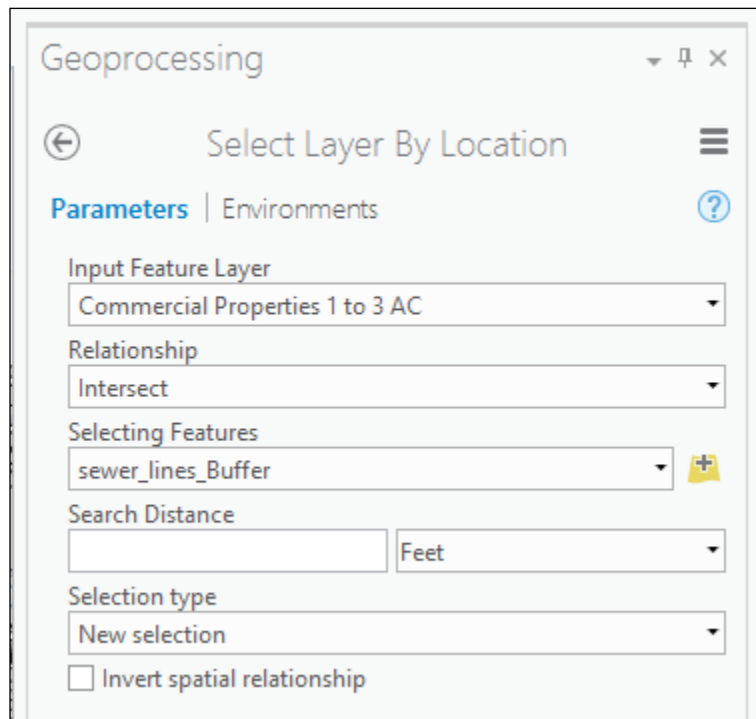 Geoprocessing
Select Layer By Location
Parameters | Environments
Input Feature Layer
Commercial Properties 1 to 3 AC
Relationship
Intersect
Selecting Features
sewer_lines_Buffer
Search Distance
Feet
Selection type
New selection
Invert spatial relationship